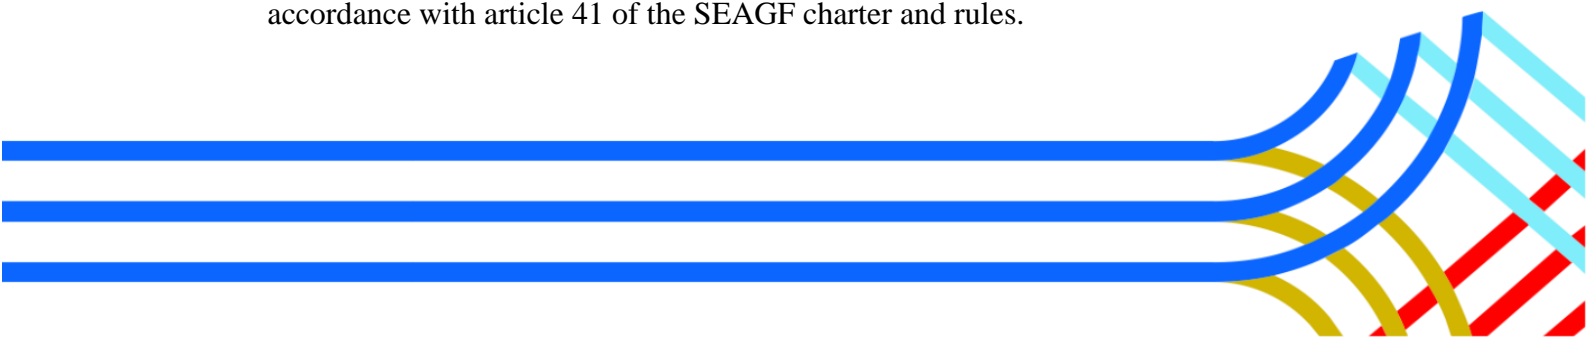 accordance with article 41 of the SEAGF charter and rules.